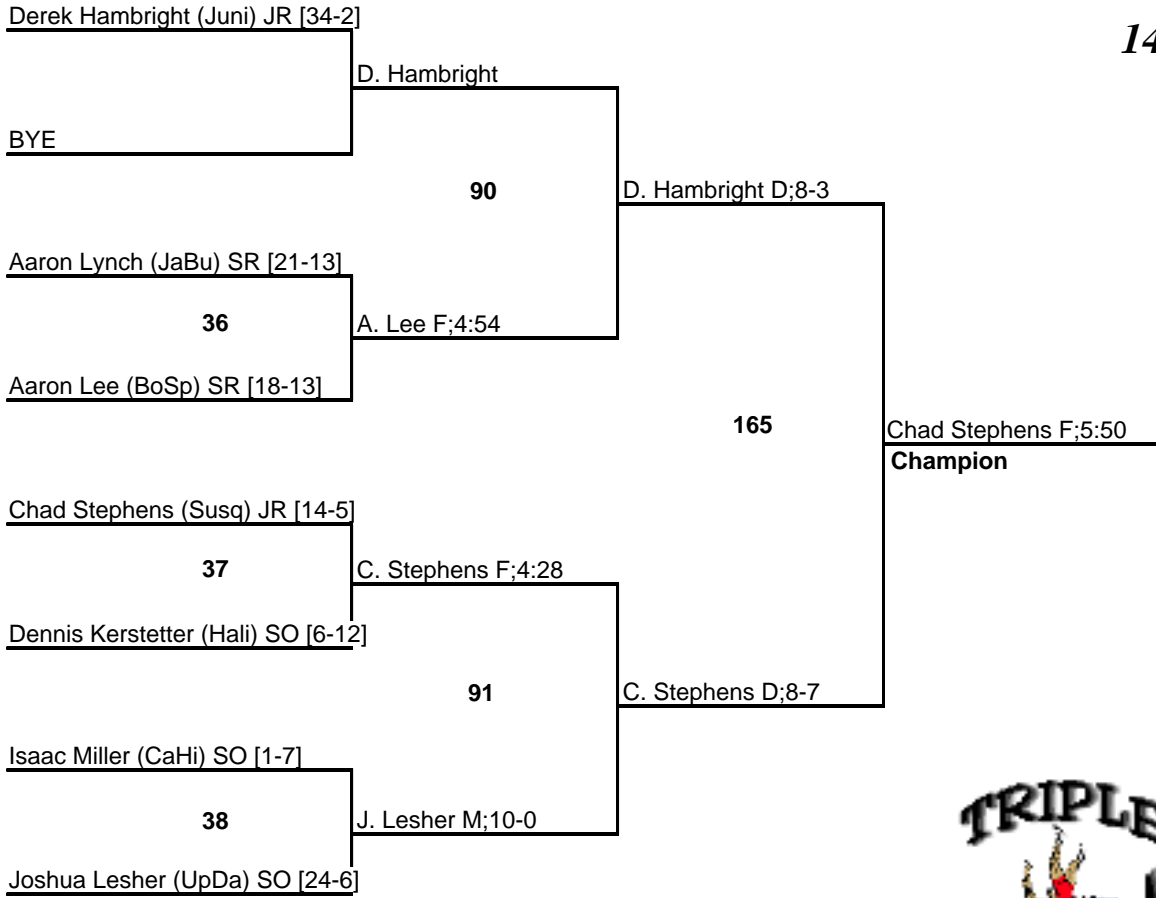 Derek Hambright (Juni) JR [34-2]
14
D. Hambright
BYE
90
D. Hambright D;8-3
Aaron Lynch (JaBu) SR [21-13]
36
A. Lee F;4:54
Aaron Lee (BoSp) SR [18-13]
165
Chad Stephens F;5:50
Champion
Chad Stephens (Susq) JR [14-5]
37
C. Stephens F;4:28
Dennis Kerstetter (Hali) SO [6-12]
91
C. Stephens D;8-7
Isaac Miller (CaHi) SO [1-7]
38
J. Lesher M;10-0
Joshua Lesher (UpDa) SO [24-6]
TRIPLE